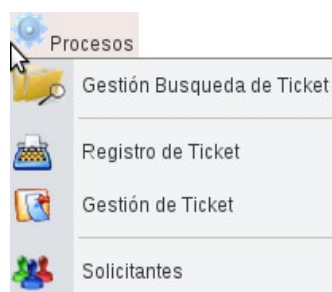 Procesos
Gestión Busqueda de Ticket
Registro de Ticket
Gestión de Ticket
Solicitantes